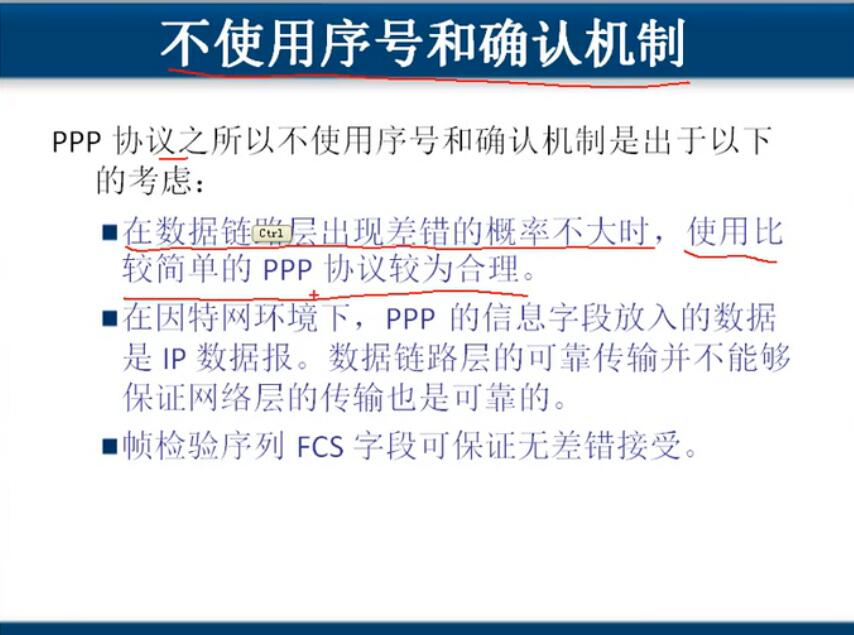 不使用序号和确认机制
PPP 协议之所以不使用序号和确认机制是出于以下
的考虑：
■在数据链路层出现差错的概率不大时，使用比
Ctrl
较简单的 PPP 协议较为合理。
■在因特网环境下，PPP 的信息字段放入的数据
是 IP 数据报。数据链路层的可靠传输并不能够
保证网络层的传输也是可靠的。
■帧检验序列 FCS 字段可保证无差错接受。